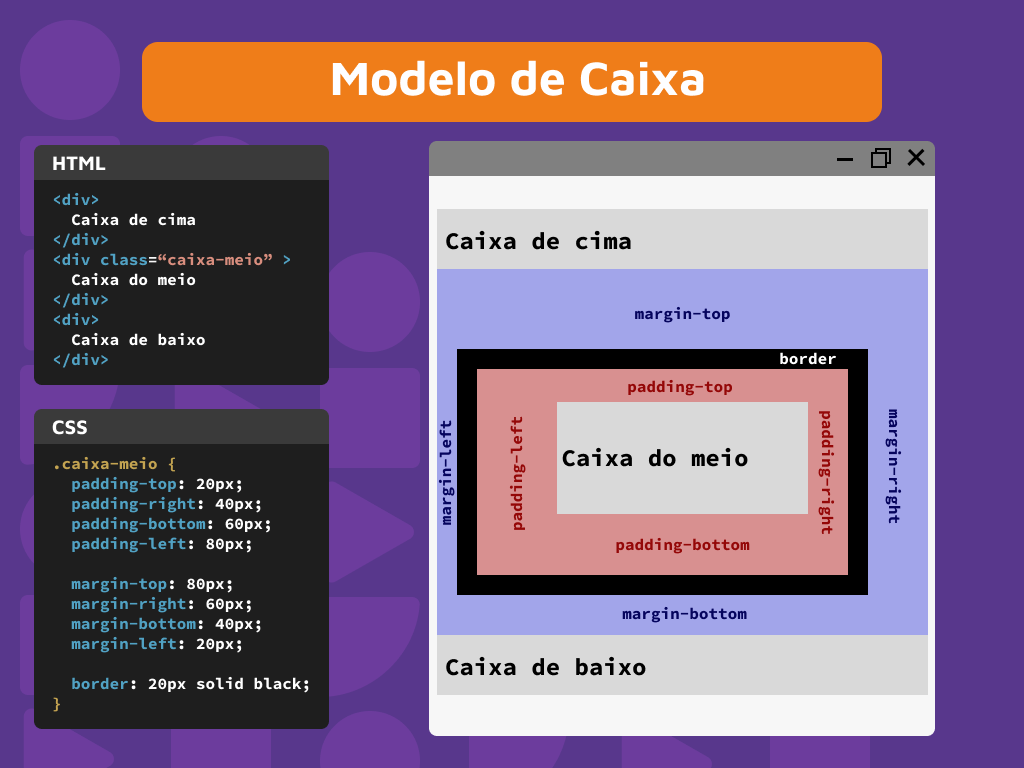 Modelo de Caixa
HTML
<div>
Caixa de cima
</div>
<div class=“caixa-meio” >
Caixa do meio
</div>
<div>
Caixa de baixo
</div>
CSS
.caixa-meio {
padding-top: 20px;
padding-right: 40px;
padding-bottom: 60px;
padding-left: 80px;
margin-top: 80px;
margin-right: 60px;
margin-bottom: 40px;
margin-left: 20px;
border: 20px solid black;
}
Caixa de cima
margin-top
border
padding-top
margin-left
padding-left
Caixa do meio
padding-right
margin-right
padding-bottom
margin-bottom
Caixa de baixo